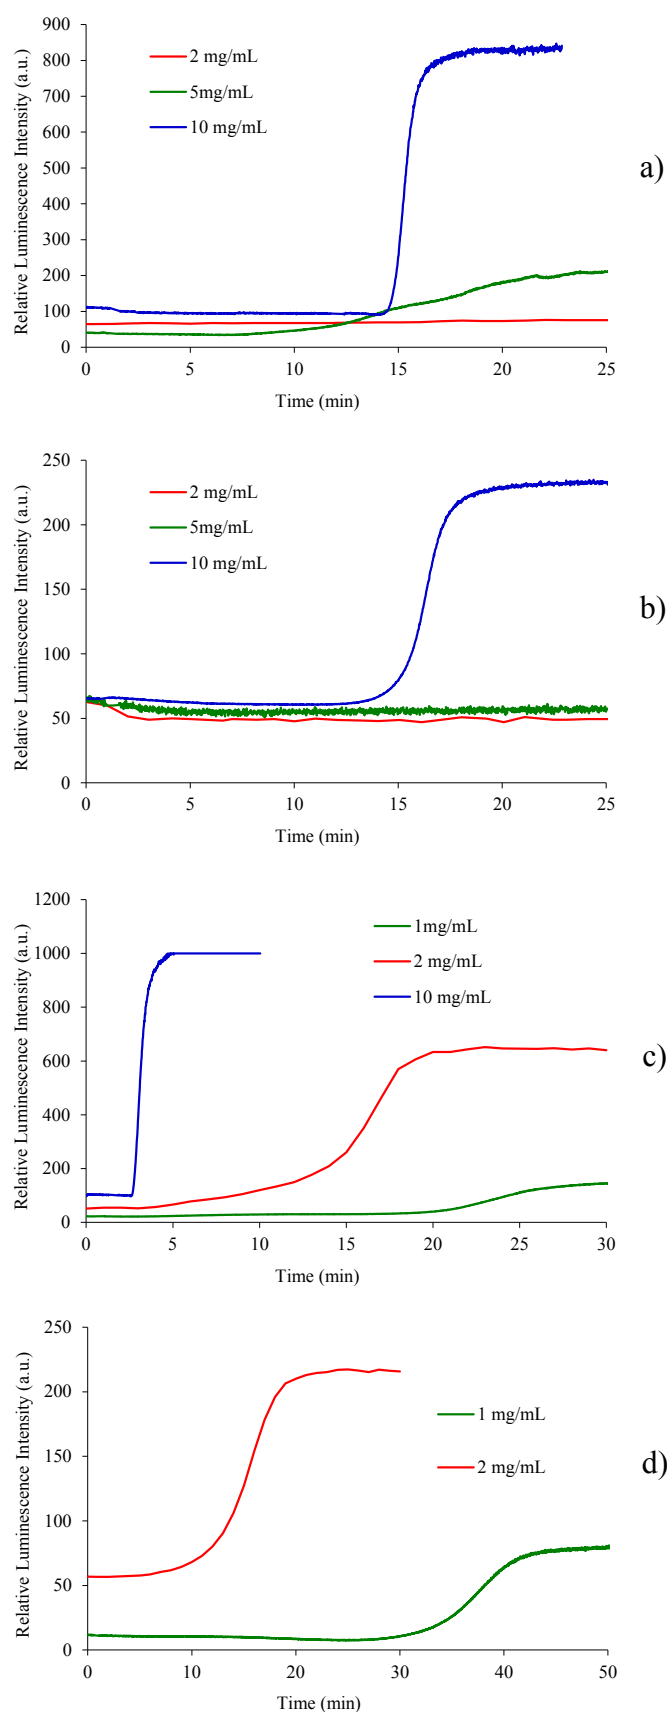 Relative Luminescence Intensity (a.u.)
900
800
700
600
500
400
300
200
100
0
2 mg/mL
5mg/mL
10 mg/mL
a)
0
5
10
15
20
25
Time (min)
Relative Luminescence Intensity (a.u.)
250
200
150
100
50
0
2 mg/mL
5mg/mL
10 mg/mL
b)
0
5
10
15
20
25
Time (min)
Relative Luminescence Intensity (a.u.)
1200
1000
800
600
400
200
0
1mg/mL
2 mg/mL
10 mg/mL
c)
0
5
10
15
20
25
30
Time (min)
Relative Luminescence Intensity (a.u.)
250
200
150
100
50
0
1 mg/mL
2 mg/mL
d)
0
10
20
30
40
50
Time (min)